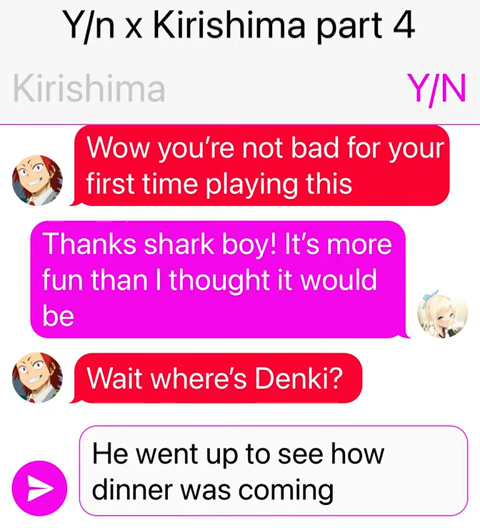 Y/n x Kirishima part 4
Kirishima
Y/N
Wow you're not bad for your
first time playing this
Thanks shark boy! It's more
fun than I thought it would
be
Wait where's Denki?
He went up to see how
dinner was coming